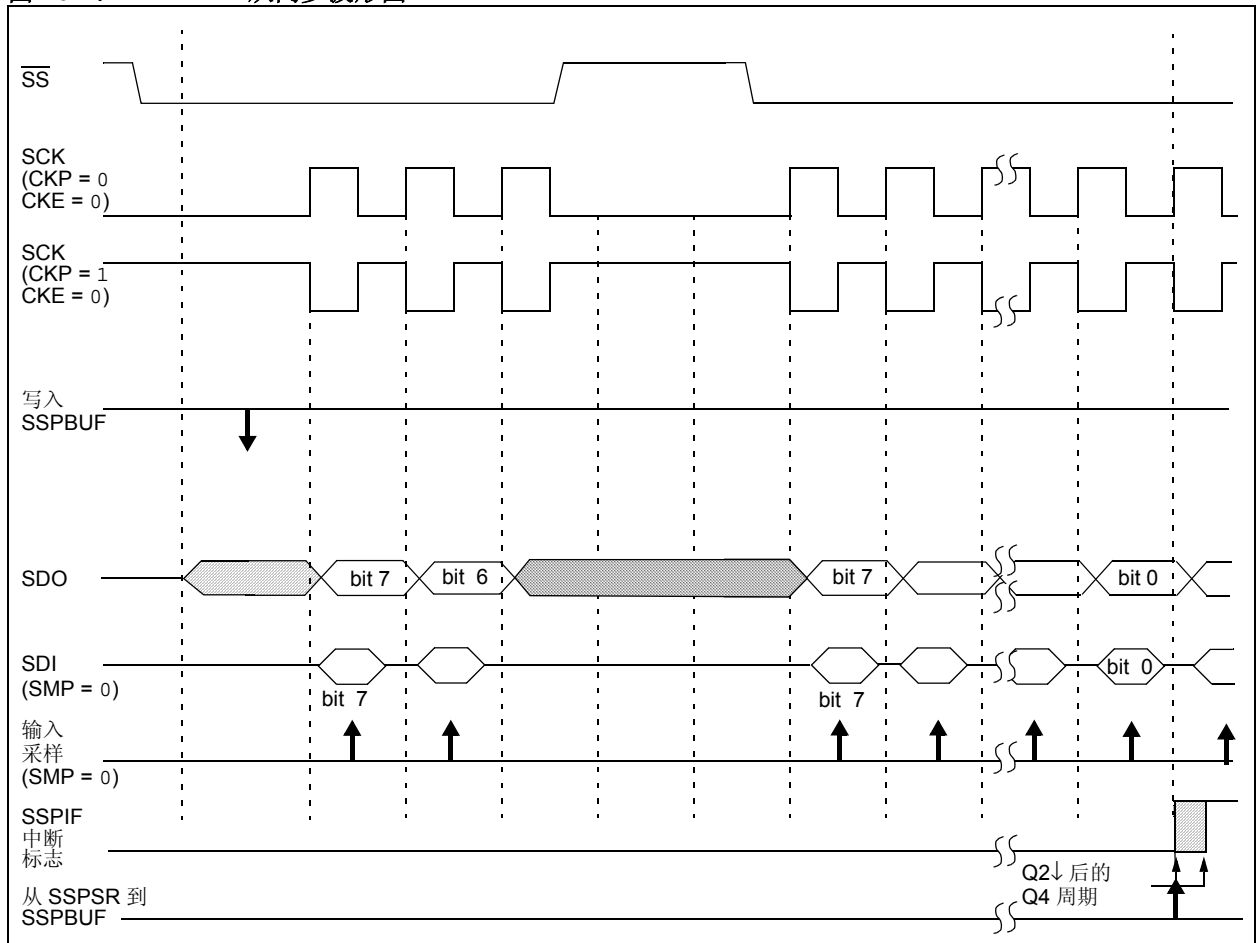 SS
SCK
(CKP = 0
CKE = 0)
SCK
(CKP = 1
CKE = 0)
写入
SSPBUF
SDO
bit 7
bit 6
bit 7
bit 0
SDI
(SMP = 0)
bit 7
bit 7
bit 0
输入
采样
(SMP = 0)
SSPIF
中断
标志
Q2↓ 后的
Q4 周期
从 SSPSR 到
SSPBUF